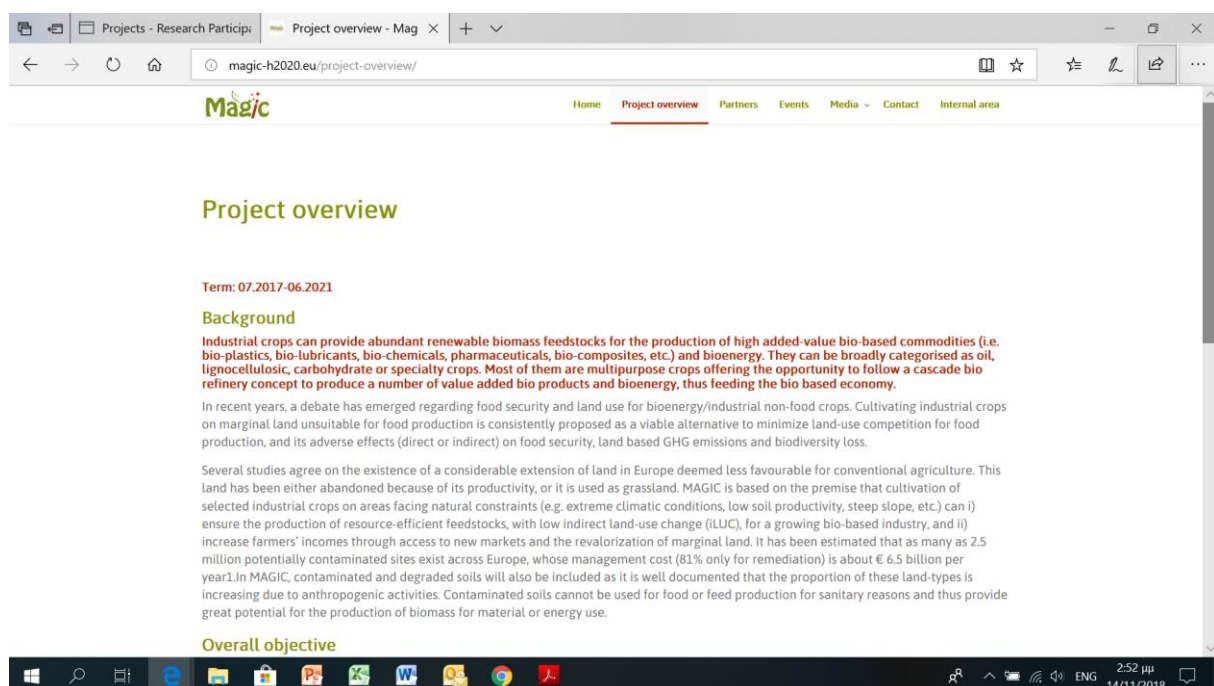 Projects - Research Participa
Project overview - Mag
magic-h2020.eu/project-overview/
Magic
Home Project overview Partners Events Media Contact Internal area
Project overview
Term: 07.2017-06.2021
Background
Industrial crops can provide abundant renewable biomass feedstocks for the production of high added-value bio-based commodities (i.e.
bio-plastics, bio-lubricants, bio-chemicals, pharmaceuticals, bio-composites, etc.) and bioenergy. They can be broadly categorised as oil,
lignocellulosic, carbohydrate or specialty crops. Most of them are multipurpose crops offering the opportunity to follow a cascade bio
refinery concept to produce a number of value added bio products and bioenergy, thus feeding the bio based economy.
In recent years, a debate has emerged regarding food security and land use for bioenergy/industrial non-food crops. Cultivating industrial crops
on marginal land unsuitable for food production is consistently proposed as a viable alternative to minimize land-use competition for food
production, and its adverse effects (direct or indirect) on food security, land based GHG emissions and biodiversity loss.
Several studies agree on the existence of a considerable extension of land in Europe deemed less favourable for conventional agriculture. This
land has been either abandoned because of its productivity, or it is used as grassland. MAGIC is based on the premise that cultivation of
selected industrial crops on areas facing natural constraints (e.g. extreme climatic conditions, low soil productivity, steep slope, etc.) can i)
ensure the production of resource-efficient feedstocks, with low indirect land-use change (iLUC), for a growing bio-based industry, and ii)
increase farmers' incomes through access to new markets and the revalorization of marginal land. It has been estimated that as many as 2.5
million potentially contaminated sites exist across Europe, whose management cost (81% only for remediation) is about € 6.5 billion per
year1.In MAGIC, contaminated and degraded soils will also be included as it is well documented that the proportion of these land-types is
increasing due to anthropogenic activities. Contaminated soils cannot be used for food or feed production for sanitary reasons and thus provide
great potential for the production of biomass for material or energy use.
Overall objective
ENG
2:52 μμ
14/11/2018